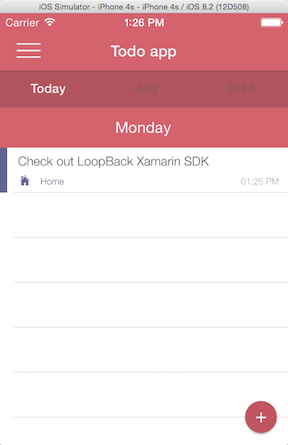 iOS Simulator - iPhone 4s - iPhone 4s / iOS 8.2 (12D508)
Carrier 1:26 PM
Todo app
Today July 2015
Monday
Check out LoopBack Xamarin SDK
Home 01:25 PM
+